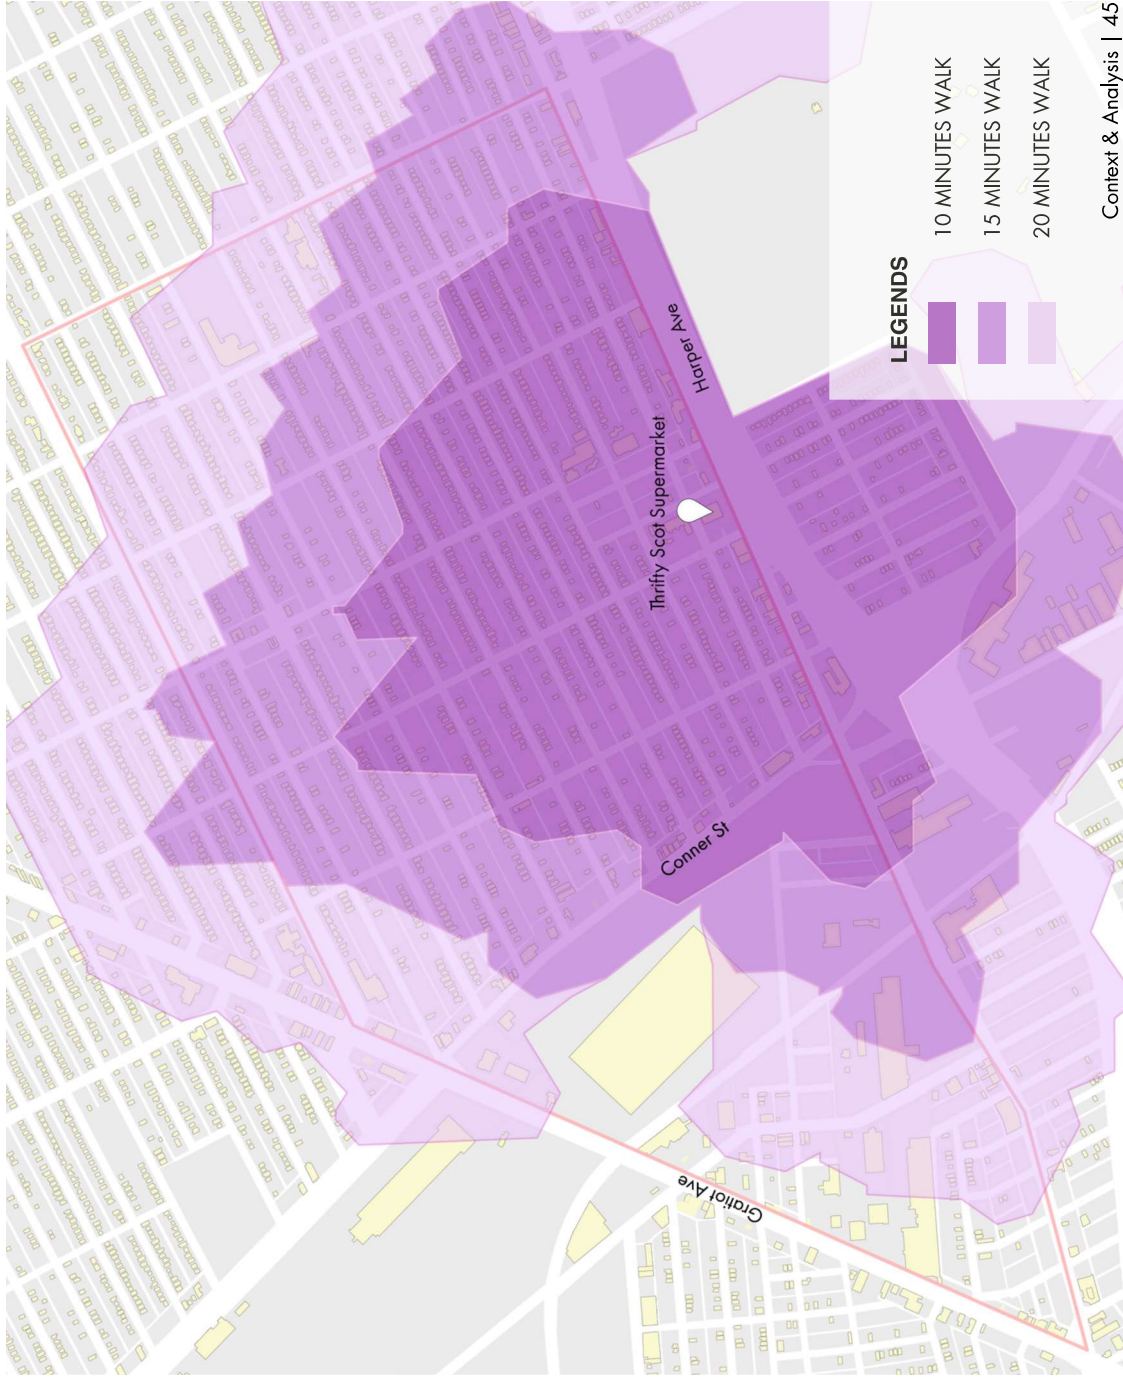 Thrifty Scot Supermarket
Harper Ave
Conner St
Gratiot Ave
LEGENDS
10 MINUTES WALK
15 MINUTES WALK
20 MINUTES WALK
Context & Analysis | 45